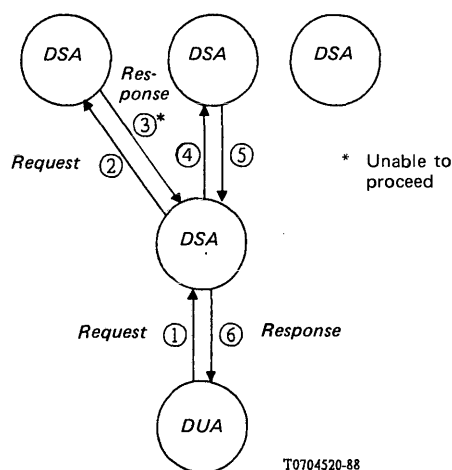 DSA
DSA
DSA
Res-
ponse
③*
Request ②
④ ⑤
* Unable to
proceed
DSA
Request ① ⑥ Response
DUA
T0704520-88